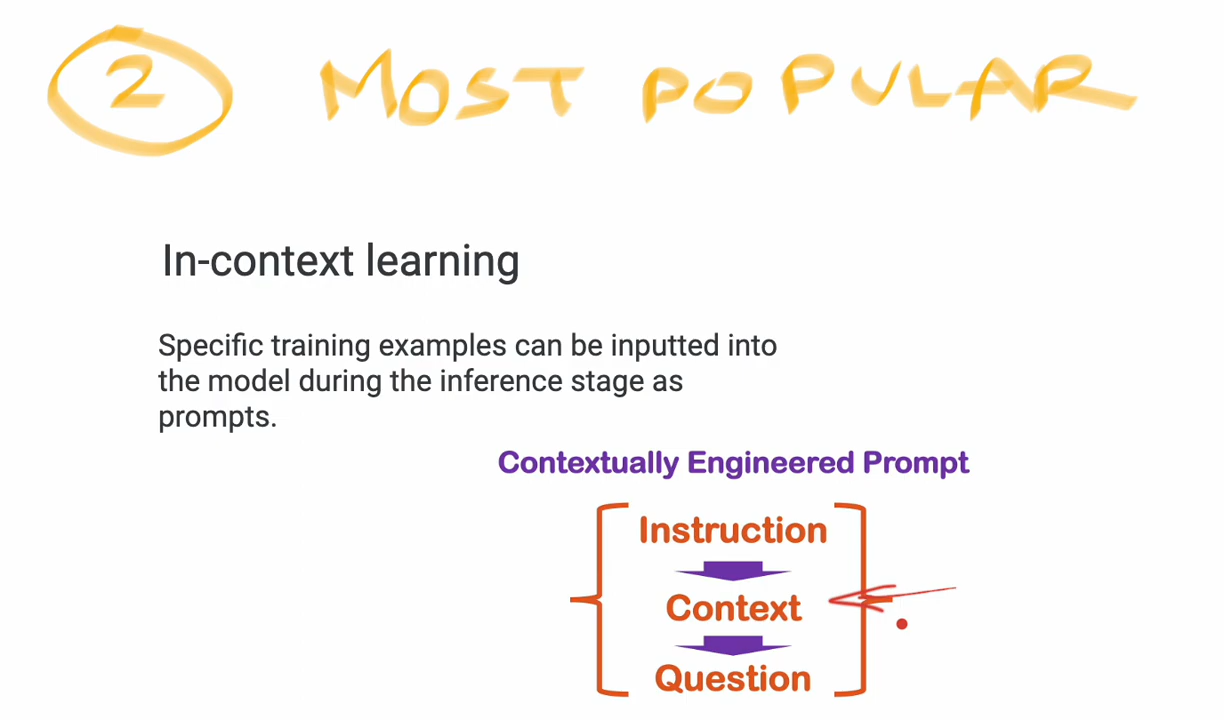 2 MOST POPULAR
In-context learning
Specific training examples can be inputted into
the model during the inference stage as
prompts.
Contextually Engineered Prompt
Instruction
Context
Question